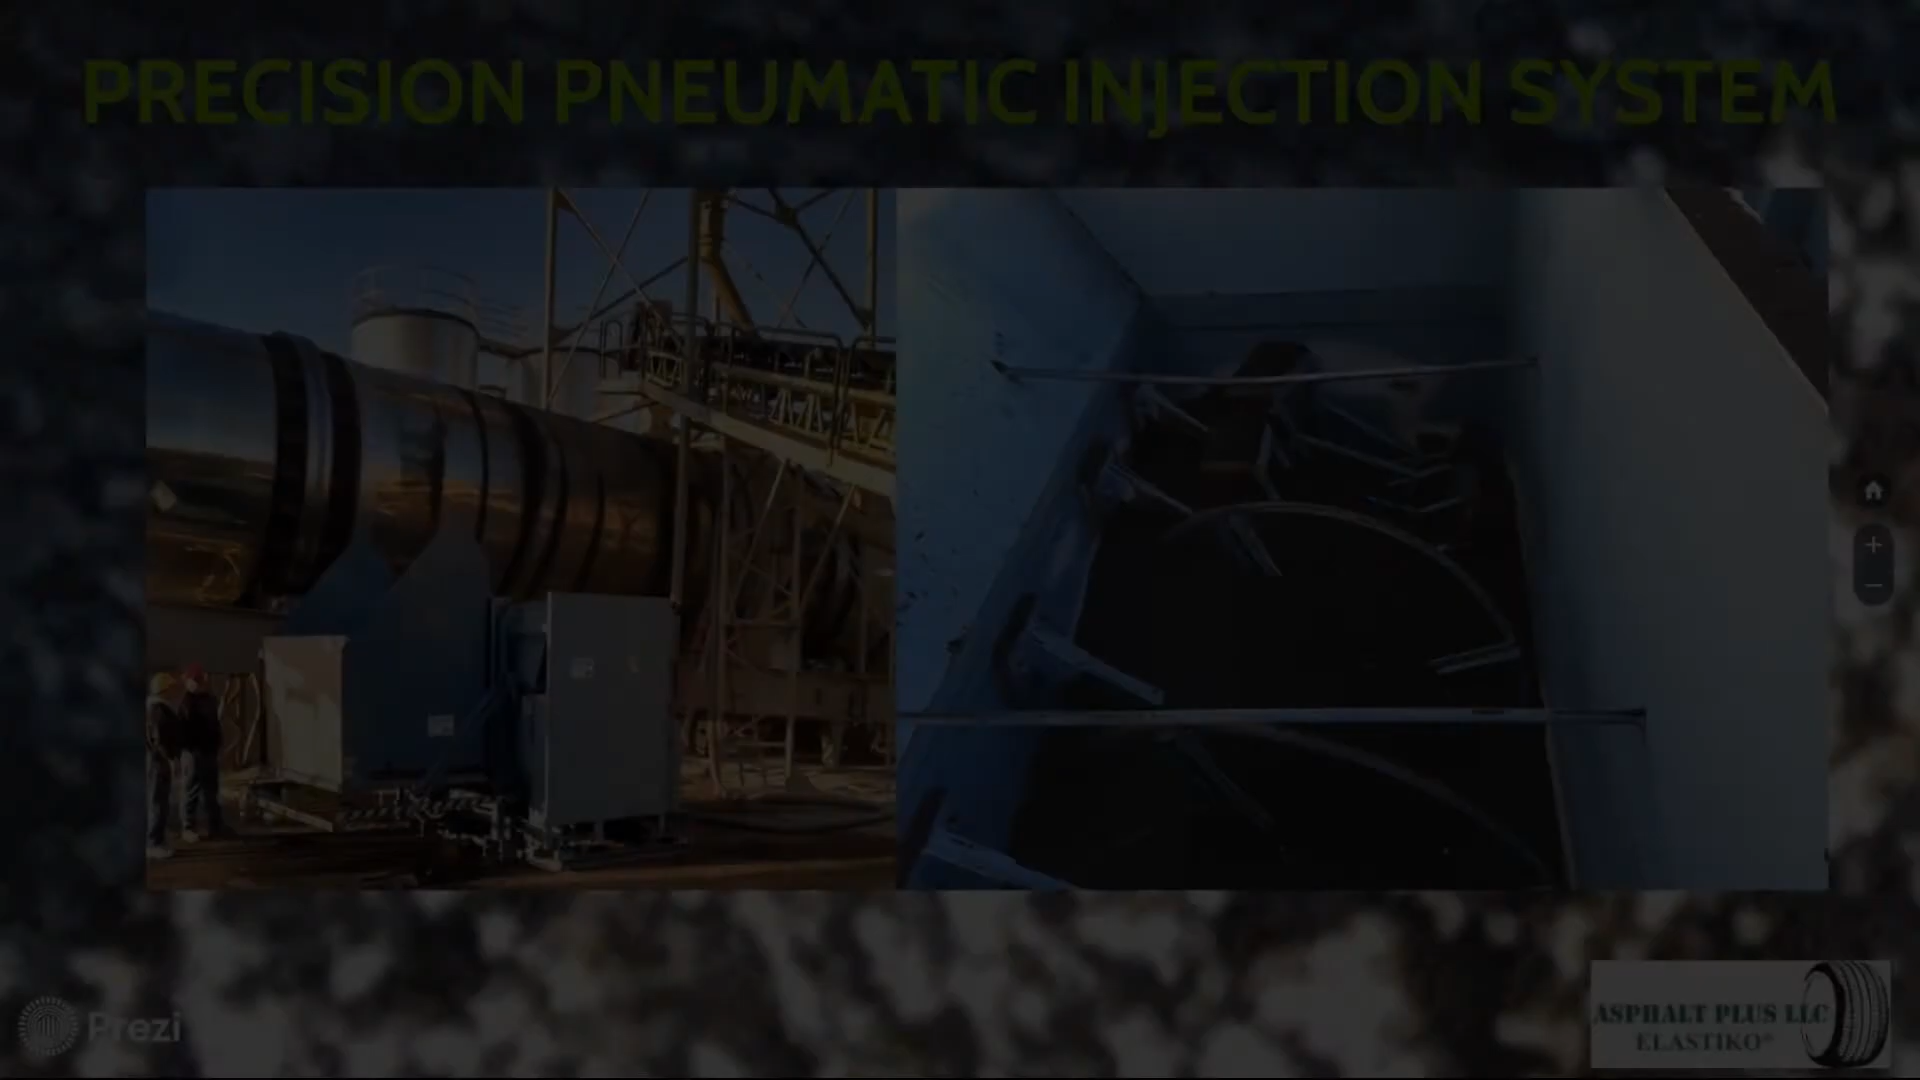 PRECISION PNEUMATIC INJECTION SYSTEM
Prezi
ASPHALT PLUS LLC
ELASTIKO®